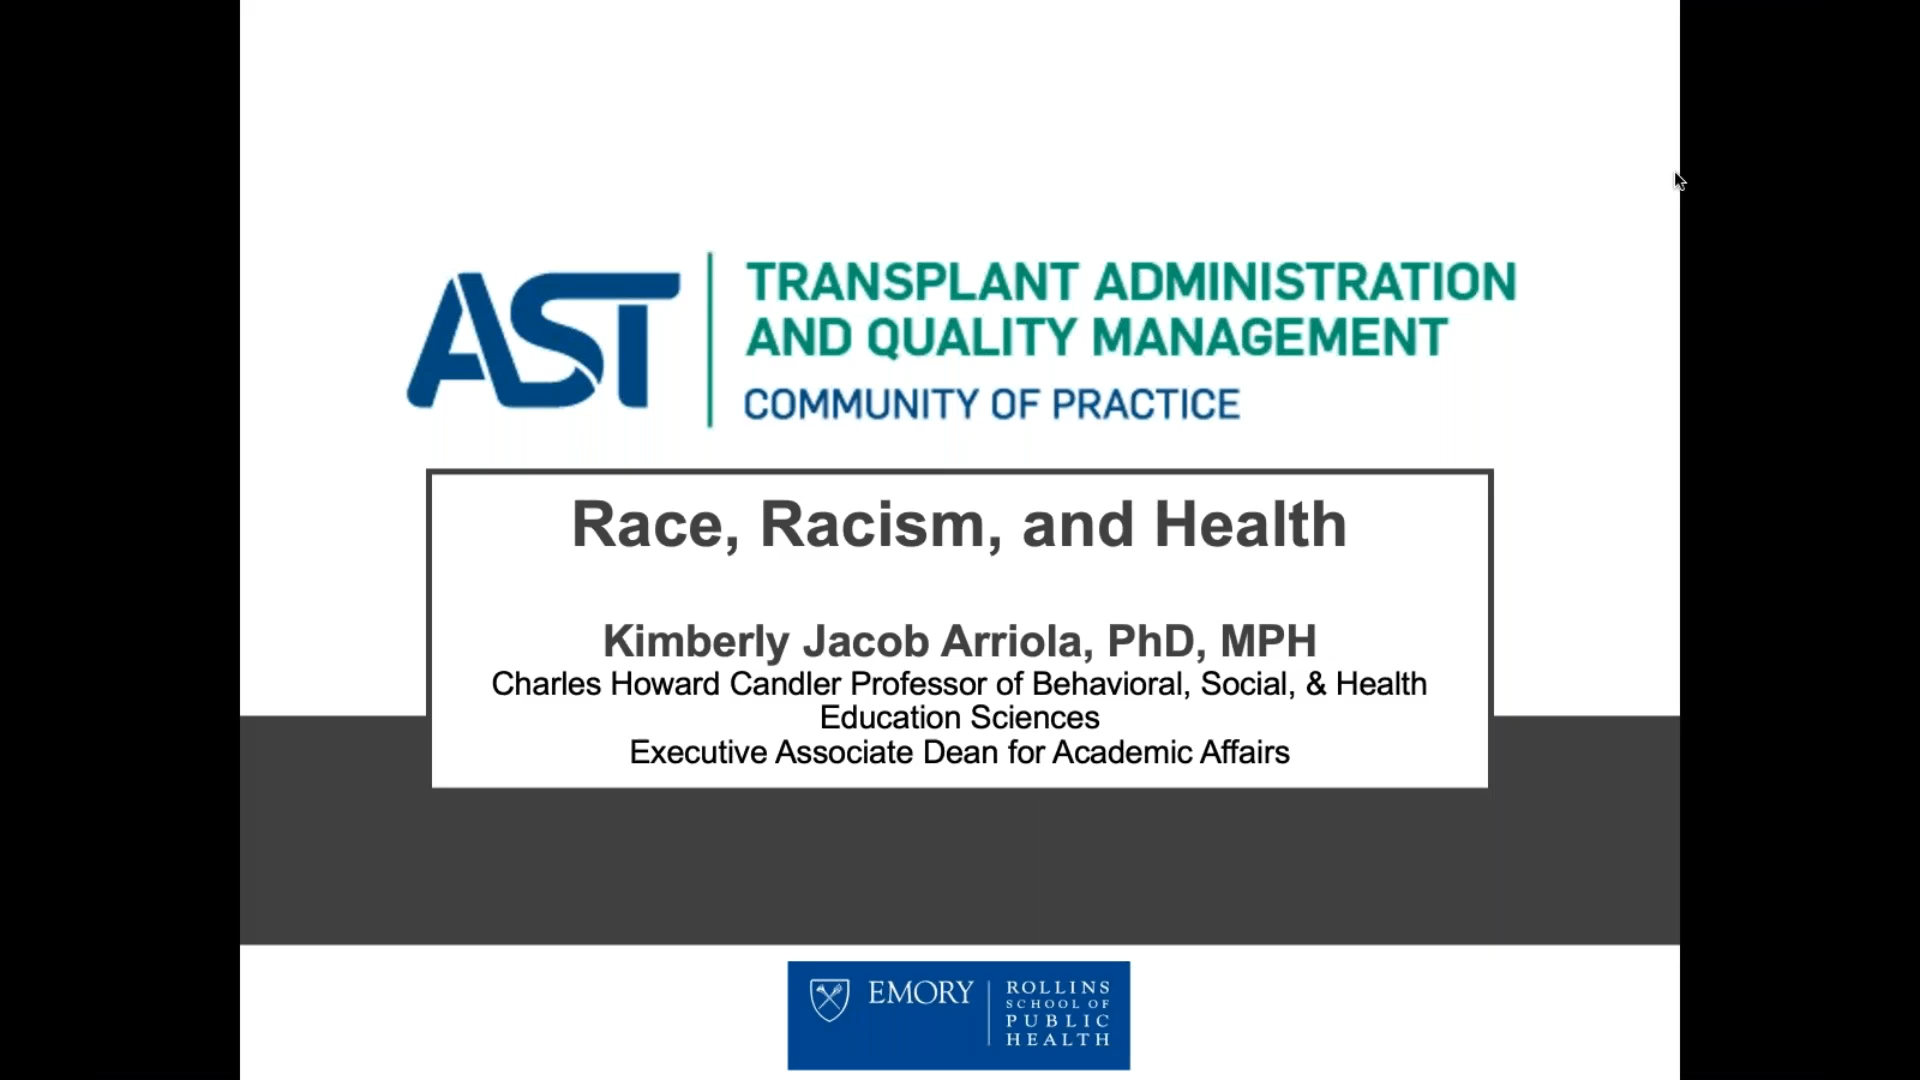 AST
TRANSPLANT ADMINISTRATION
AND QUALITY MANAGEMENT
COMMUNITY OF PRACTICE
Race, Racism, and Health
Kimberly Jacob Arriola, PhD, MPH
Charles Howard Candler Professor of Behavioral, Social, & Health
Education Sciences
Executive Associate Dean for Academic Affairs
EMORY
ROLLINS
SCHOOL OF
PUBLIC
HEALTH